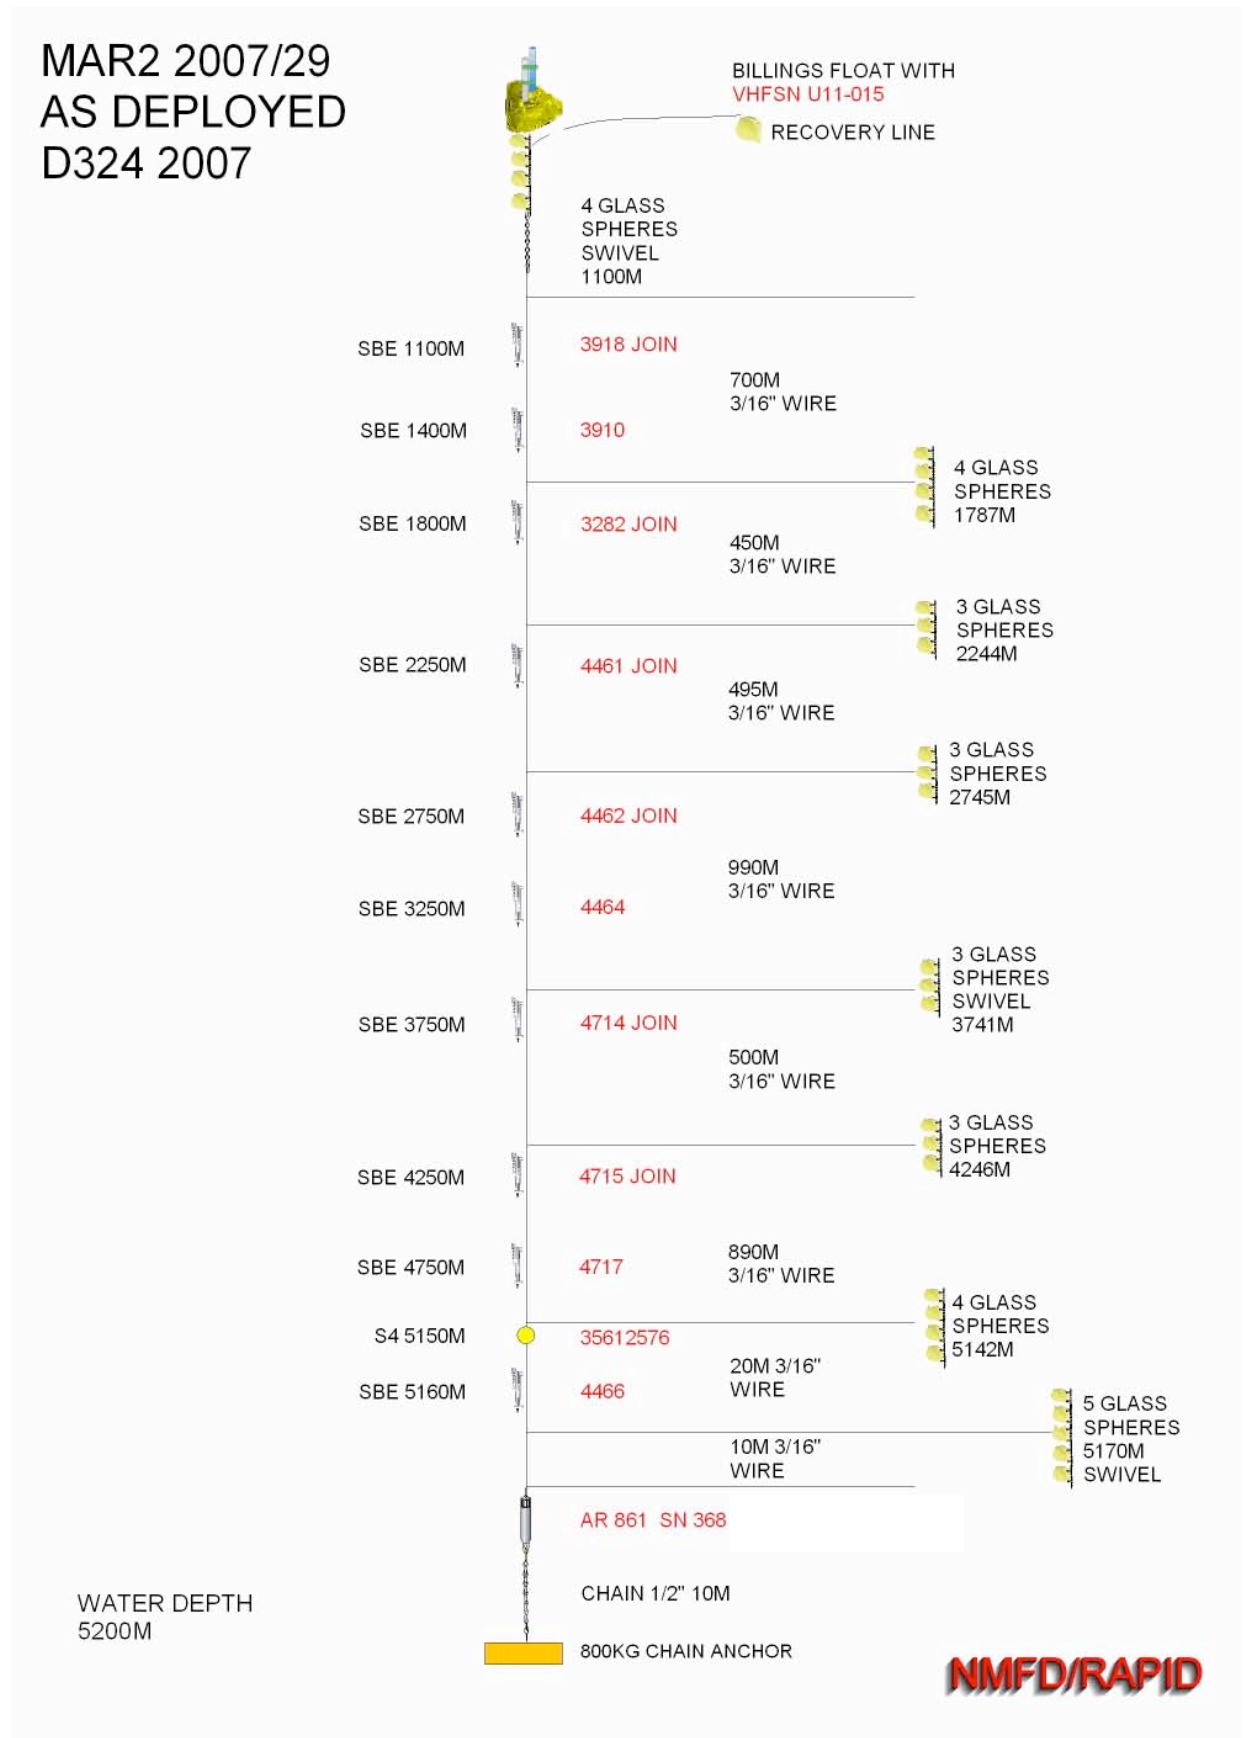 MAR2 2007/29
AS DEPLOYED
D324 2007
BILLINGS FLOAT WITH
VHFSN U11-015
RECOVERY LINE
4 GLASS
SPHERES
SWIVEL
1100M
SBE 1100M
3918 JOIN
700M
3/16" WIRE
SBE 1400M
3910
4 GLASS
SPHERES
1787M
SBE 1800M
3282 JOIN
450M
3/16" WIRE
3 GLASS
SPHERES
2244M
SBE 2250M
4461 JOIN
495M
3/16" WIRE
3 GLASS
SPHERES
2745M
SBE 2750M
4462 JOIN
990M
3/16" WIRE
SBE 3250M
4464
3 GLASS
SPHERES
SWIVEL
3741M
SBE 3750M
4714 JOIN
500M
3/16" WIRE
3 GLASS
SPHERES
4246M
SBE 4250M
4715 JOIN
890M
3/16" WIRE
SBE 4750M
4717
4 GLASS
SPHERES
5142M
S4 5150M
35612576
20M 3/16"
WIRE
SBE 5160M
4466
5 GLASS
SPHERES
5170M
SWIVEL
10M 3/16"
WIRE
AR 861 SN 368
CHAIN 1/2" 10M
WATER DEPTH
5200M
800KG CHAIN ANCHOR
NMFD/RAPID